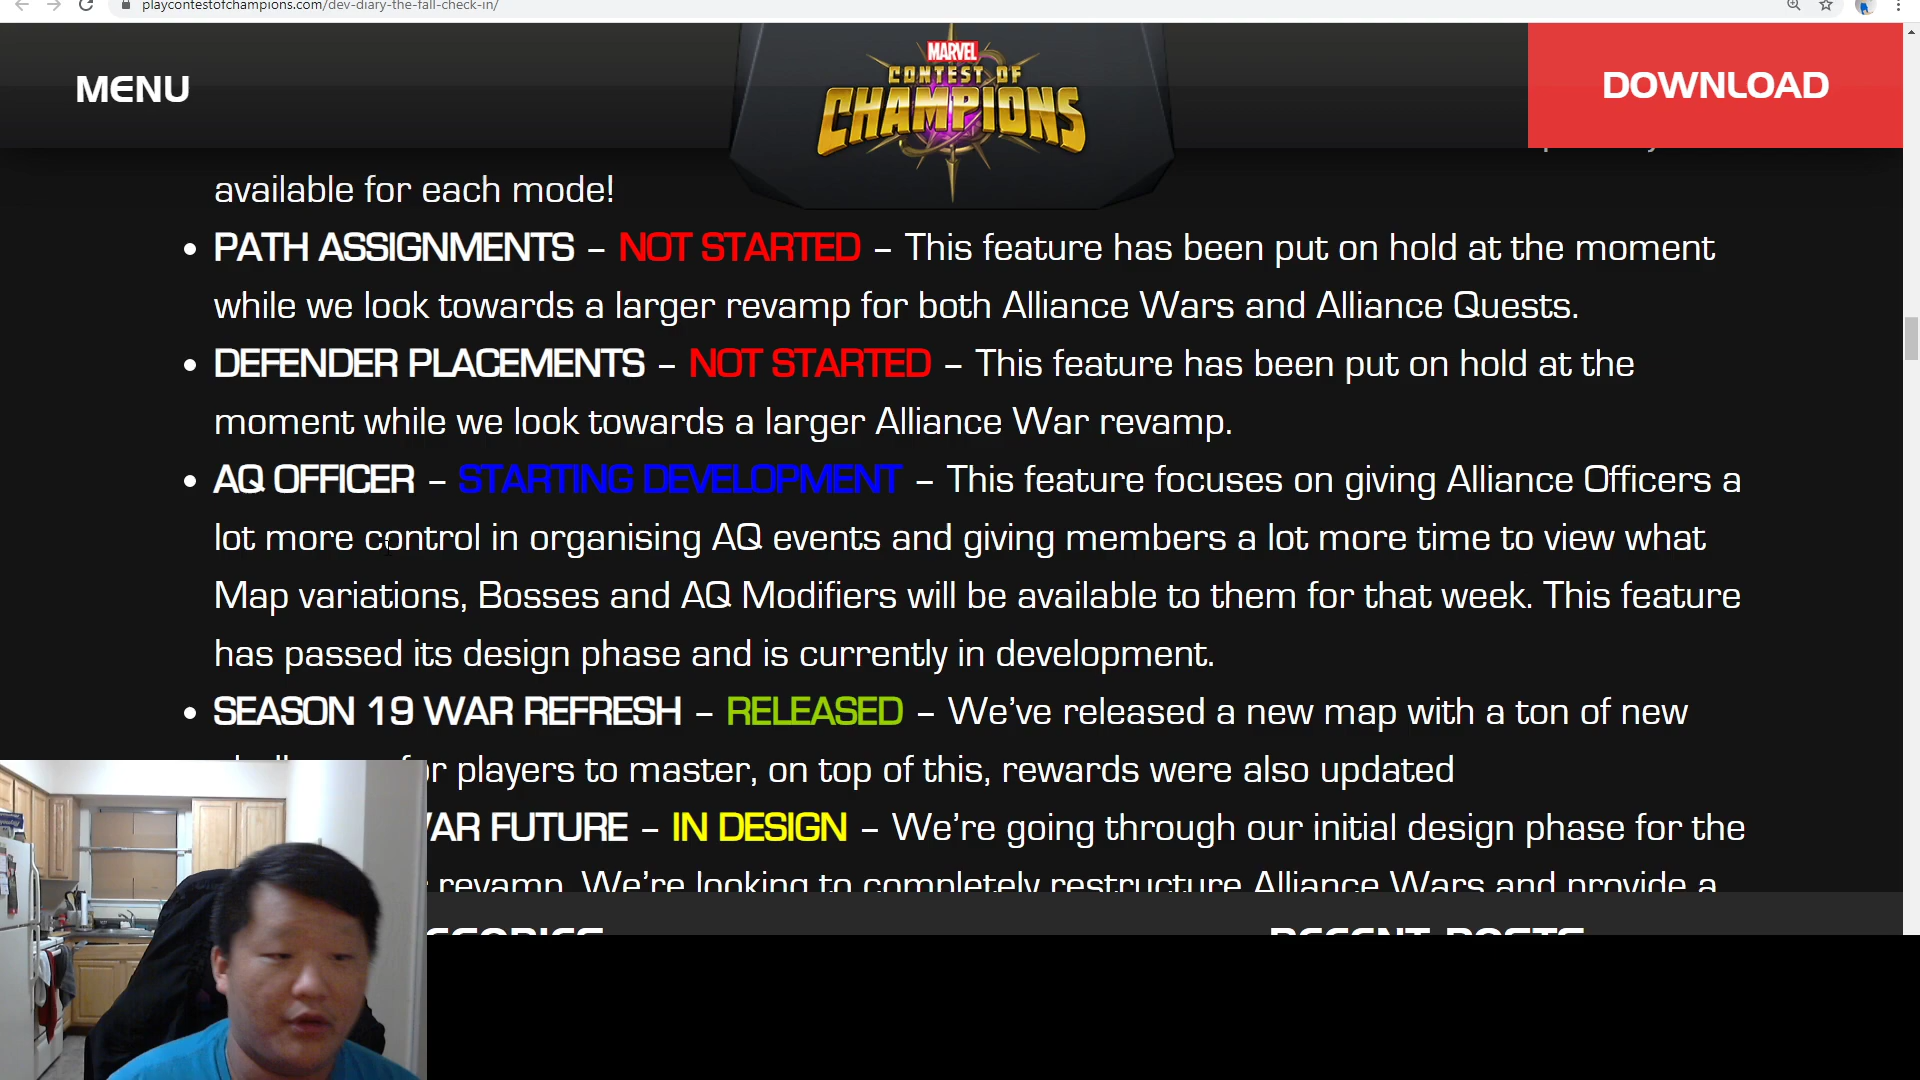 playcontestofchampions.com/dev-diary-the-fall-check-in/
MENU
MARVEL
CONTEST OF
CHAMPIONS
DOWNLOAD
available for each mode!
• PATH ASSIGNMENTS – NOT STARTED – This feature has been put on hold at the moment
while we look towards a larger revamp for both Alliance Wars and Alliance Quests.
• DEFENDER PLACEMENTS – NOT STARTED – This feature has been put on hold at the
moment while we look towards a larger Alliance War revamp.
• AQ OFFICER – STARTING DEVELOPMENT – This feature focuses on giving Alliance Officers a
lot more control in organising AQ events and giving members a lot more time to view what
Map variations, Bosses and AQ Modifiers will be available to them for that week. This feature
has passed its design phase and is currently in development.
• SEASON 19 WAR REFRESH – RELEASED – We've released a new map with a ton of new
for players to master, on top of this, rewards were also updated
WAR FUTURE – IN DESIGN – We're going through our initial design phase for the
revamp. We're looking to completely restructure Alliance Wars and provide a
RECENT POSTS